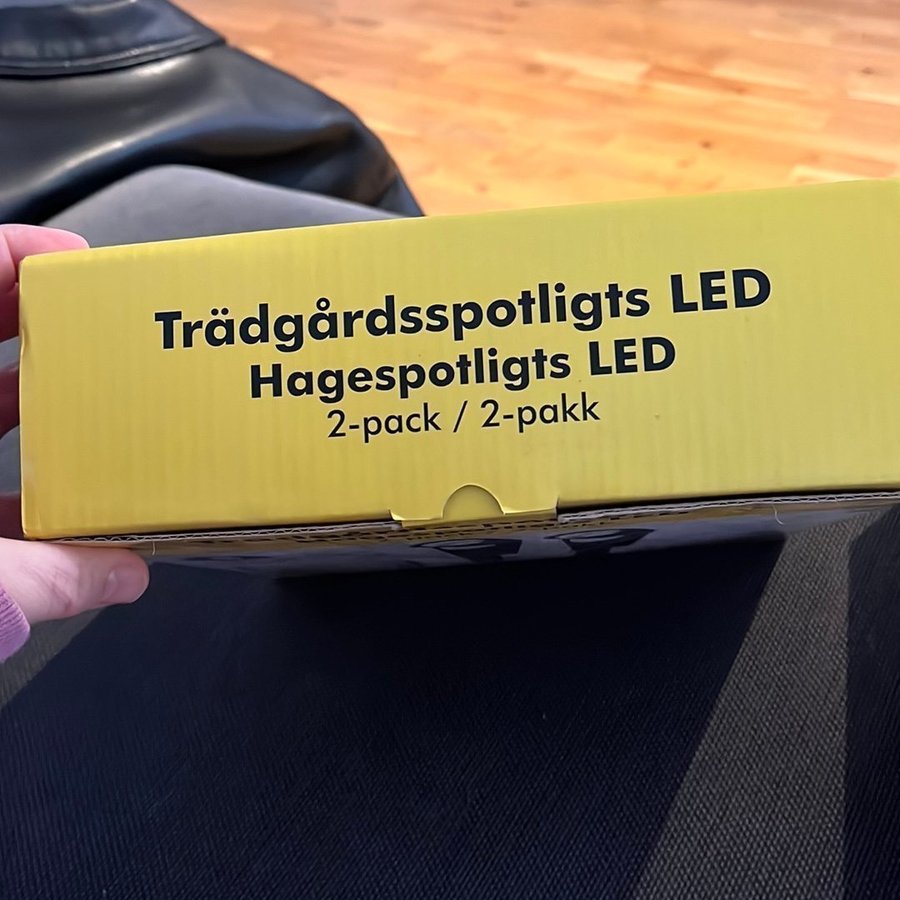 Trädgårdsspotligts LED
Hagespotligts LED
2-pack / 2-pakk